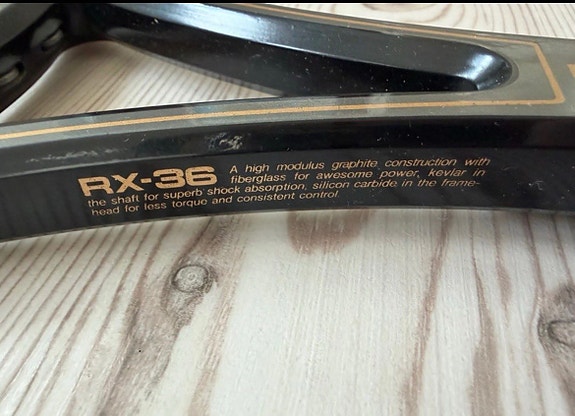 RX-36 A high modulus graphite construction with
fiberglass for awesome power, kevlar in
the shaft for superb shock absorption, silicon carbide in the frame-
head for less torque and consistent control.